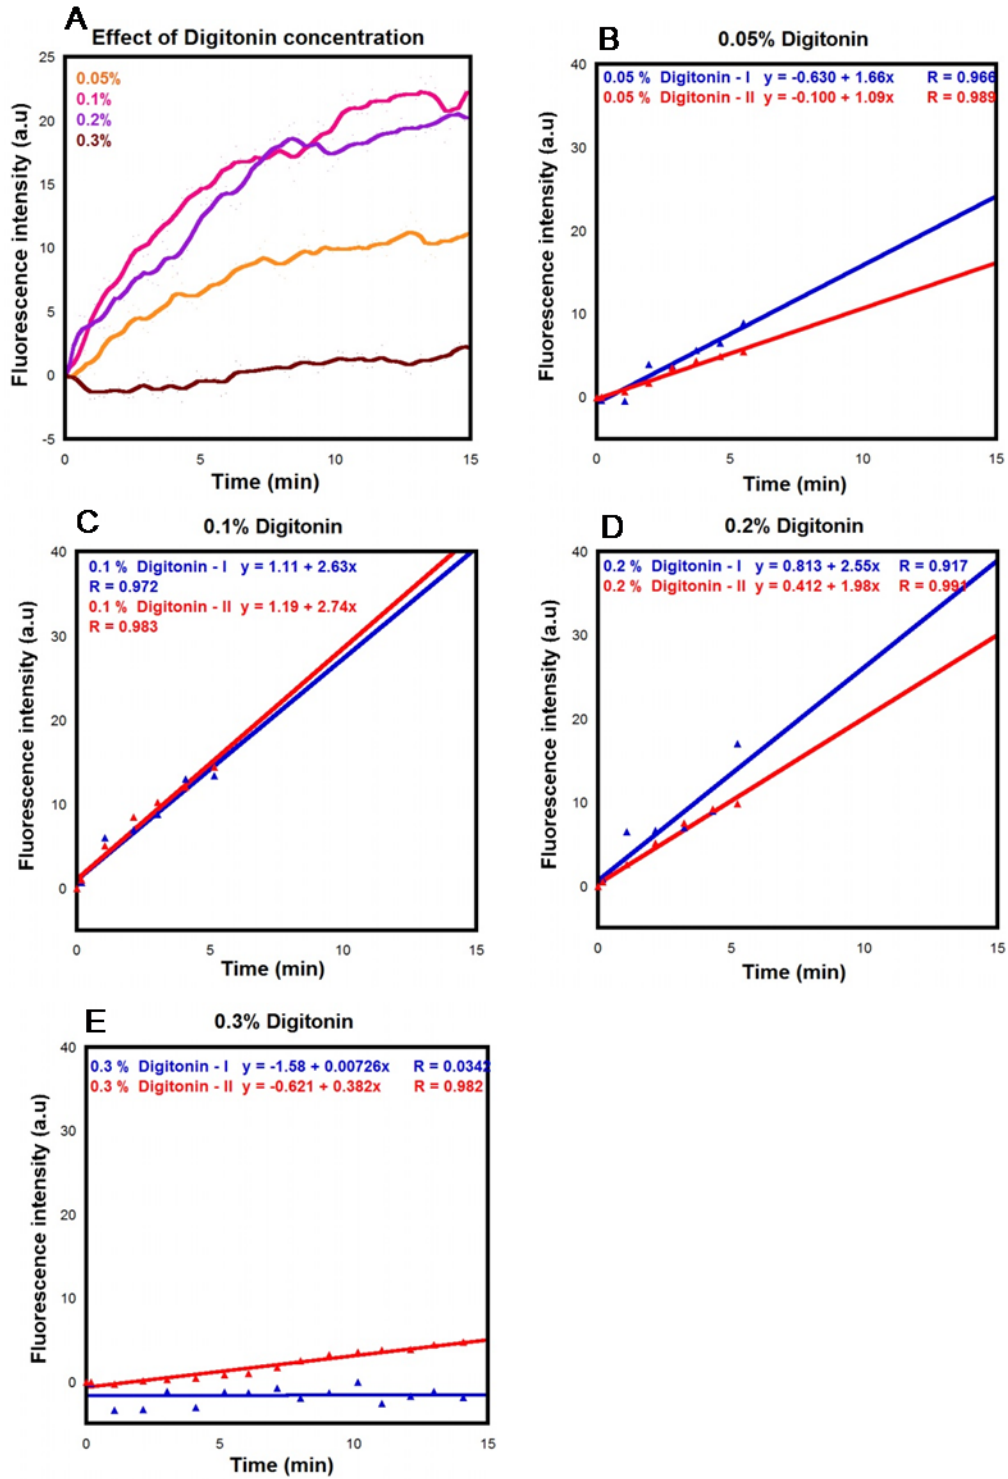 A
Effect of Digitonin concentration
0.05%
0.1%
0.2%
0.3%
25
20
15
10
5
0
-5
Fluorescence intensity (a.u)
0 5 10 15
Time (min)
B
0.05% Digitonin
0.05 % Digitonin - I y = -0.630 + 1.66x R = 0.966
0.05 % Digitonin - II y = -0.100 + 1.09x R = 0.989
40
30
20
10
0
Fluorescence intensity (a.u)
0 5 10 15
Time (min)
C
0.1% Digitonin
0.1 % Digitonin - I y = 1.11 + 2.63x
R = 0.972
0.1 % Digitonin - II y = 1.19 + 2.74x
R = 0.983
40
30
20
10
0
Fluorescence intensity (a.u)
0 5 10 15
Time (min)
D
0.2% Digitonin
0.2 % Digitonin - I y = 0.813 + 2.55x R = 0.917
0.2 % Digitonin - II y = 0.412 + 1.98x R = 0.991
40
30
20
10
0
Fluorescence intensity (a.u)
0 5 10 15
Time (min)
E
0.3% Digitonin
0.3 % Digitonin - I y = -1.58 + 0.00726x R = 0.0342
0.3 % Digitonin - II y = -0.621 + 0.382x R = 0.982
40
30
20
10
0
Fluorescence intensity (a.u)
0 5 10 15
Time (min)